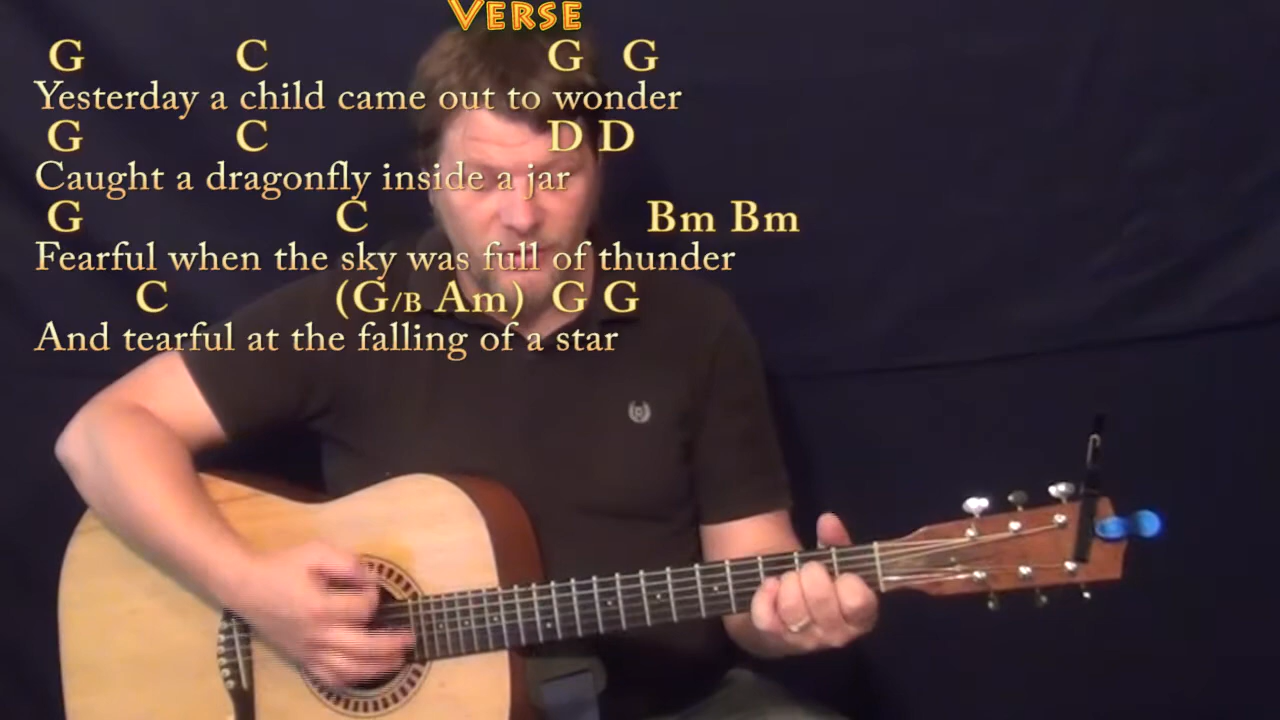 VERSE
G C G G
Yesterday a child came out to wonder
G C D D
Caught a dragonfly inside a jar
G C Bm Bm
Fearful when the sky was full of thunder
C (G/B Am) G G
And tearful at the falling of a star